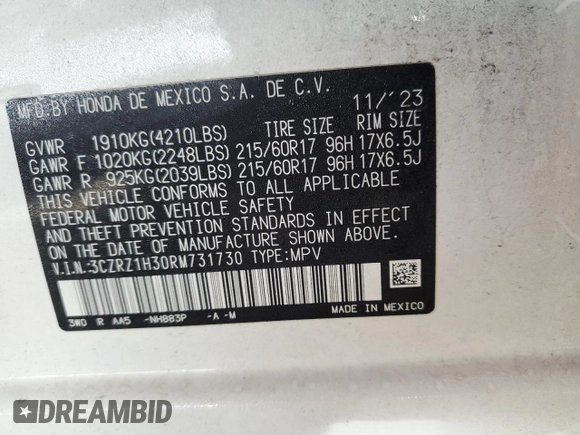 MFD.BY HONDA DE MEXICO S.A. DE C.V. 11/'23
GVWR 1910KG(4210LBS) TIRE SIZE RIM SIZE
GAWR F 1020KG(2248LBS) 215/60R17 96H 17X6.5J
GAWR R 925KG(2039LBS) 215/60R17 96H 17X6.5J
THIS VEHICLE CONFORMS TO ALL APPLICABLE
FEDERAL MOTOR VEHICLE SAFETY
AND THEFT PREVENTION STANDARDS IN EFFECT
ON THE DATE OF MANUFACTURE SHOWN ABOVE.
V.I.N:3CZRZ1H30RM731730 TYPE:MPV
3W0 R AA5 -NH883P -A -M
MADE IN MEXICO
DREAMBID